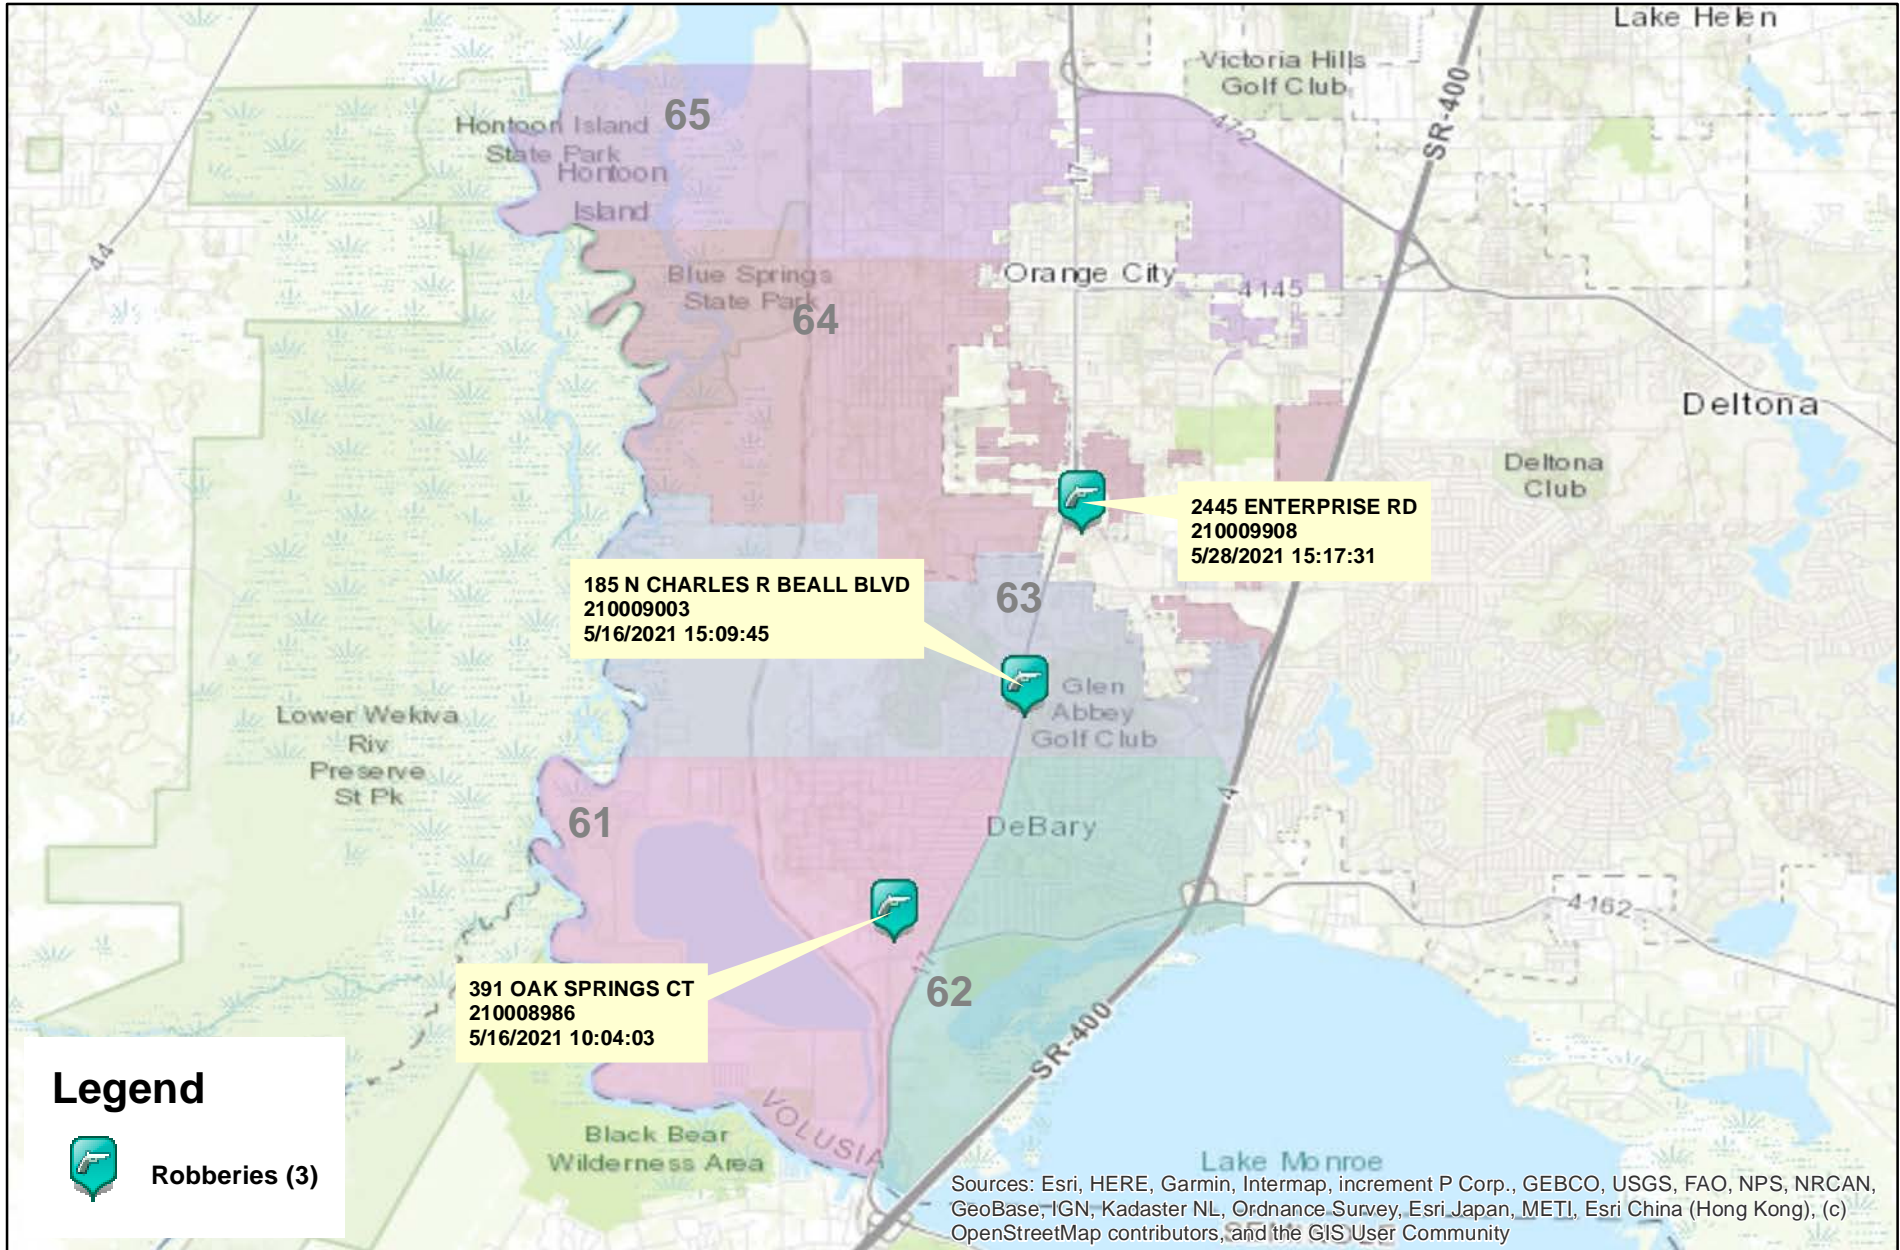 Lake Helen
Victoria Hills
Golf Club
SR-400
472
65
Hontoon Island
State Park
Hontoon
Island
17
44
Blue Springs
State Park
64
Orange City
4145
Deltona
Deltona
Club
2445 ENTERPRISE RD
210009908
5/28/2021 15:17:31
185 N CHARLES R BEALL BLVD
210009003
5/16/2021 15:09:45
63
Glen
Abbey
Golf Club
Lower Wekiva
Riv
Preserve
St Pk
4
61
DeBary
4162
17
62
391 OAK SPRINGS CT
210008986
5/16/2021 10:04:03
SR-400
Legend
Robberies (3)
VOLUSIA
Black Bear
Wilderness Area
Lake Monroe
Sources: Esri, HERE, Garmin, Intermap, increment P Corp., GEBCO, USGS, FAO, NPS, NRCAN,
GeoBase, IGN, Kadaster NL, Ordnance Survey, Esri Japan, METI, Esri China (Hong Kong), (c)
OpenStreetMap contributors, and the GIS User Community